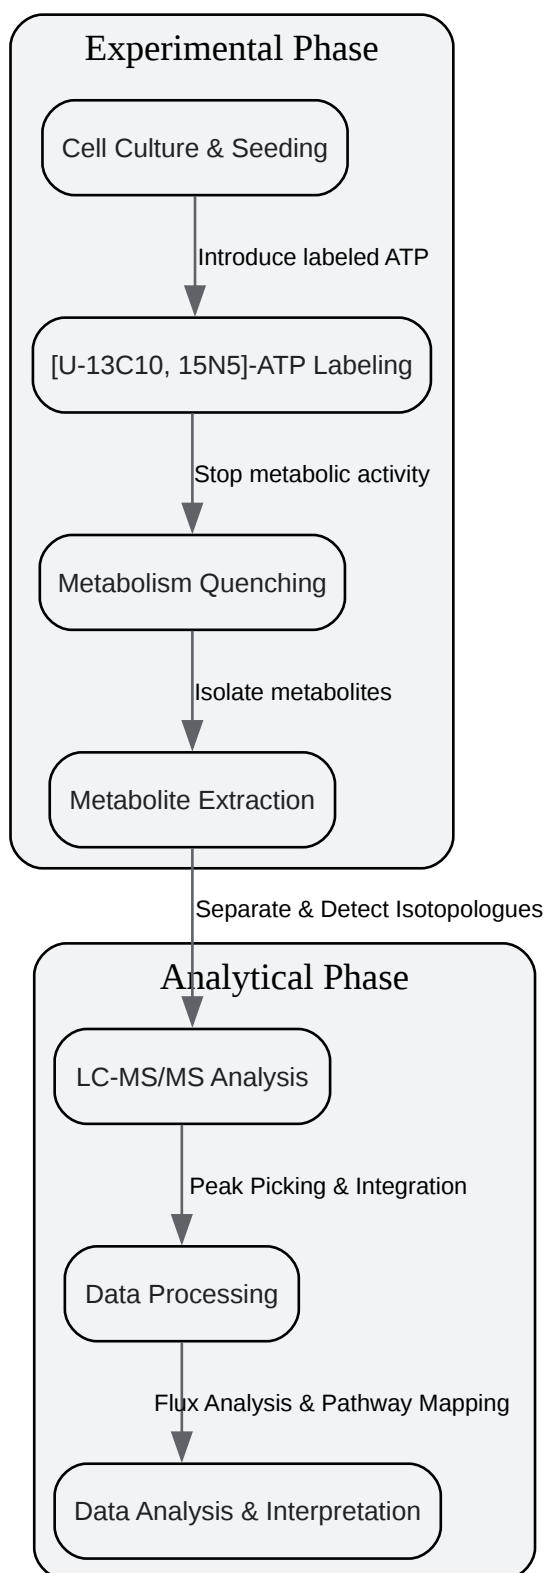 Experimental Phase
Cell Culture & Seeding
Introduce labeled ATP
[U-13C10, 15N5]-ATP Labeling
Stop metabolic activity
Metabolism Quenching
Isolate metabolites
Metabolite Extraction
Separate & Detect Isotopologues
Analytical Phase
LC-MS/MS Analysis
Peak Picking & Integration
Data Processing
Flux Analysis & Pathway Mapping
Data Analysis & Interpretation